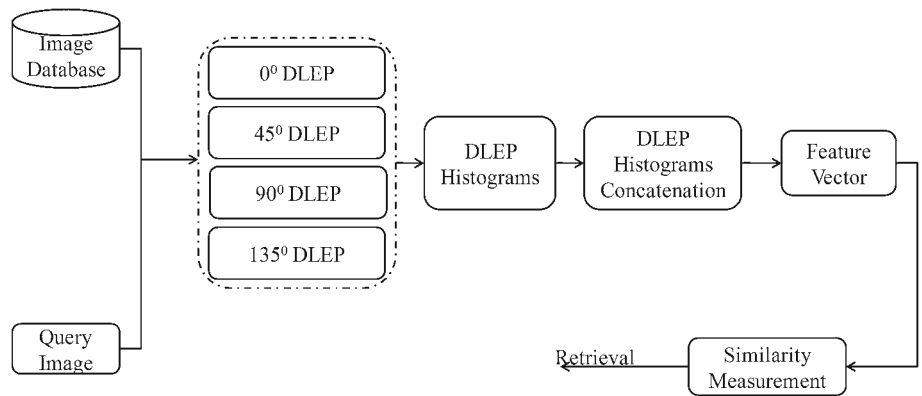 Image
Database
0⁰ DLEP
45⁰ DLEP
90⁰ DLEP
135⁰ DLEP
DLEP
Histograms
DLEP
Histograms
Concatenation
Feature
Vector
Query
Image
Retrieval
Similarity
Measurement